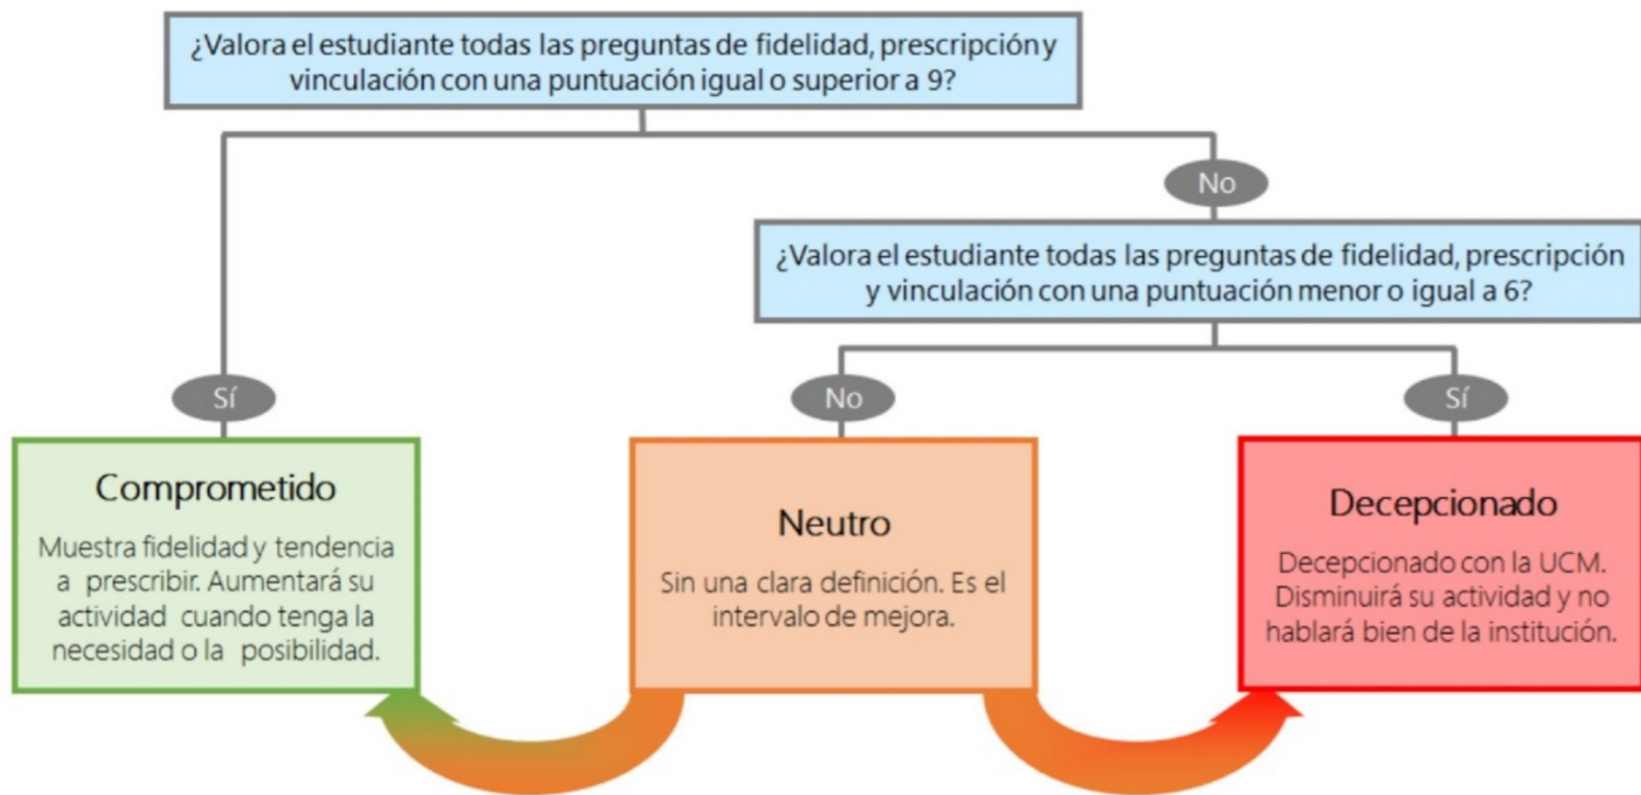 ¿Valora el estudiante todas las preguntas de fidelidad, prescripción y
vinculación con una puntuación igual o superior a 9?
No
¿Valora el estudiante todas las preguntas de fidelidad, prescripción
y vinculación con una puntuación menor o igual a 6?
Sí
No
Sí
Comprometido
Muestra fidelidad y tendencia
a prescribir. Aumentará su
actividad cuando tenga la
necesidad o la posibilidad.
Neutro
Sin una clara definición. Es el
intervalo de mejora.
Decepcionado
Decepcionado con la UCM.
Disminuirá su actividad y no
hablará bien de la institución.